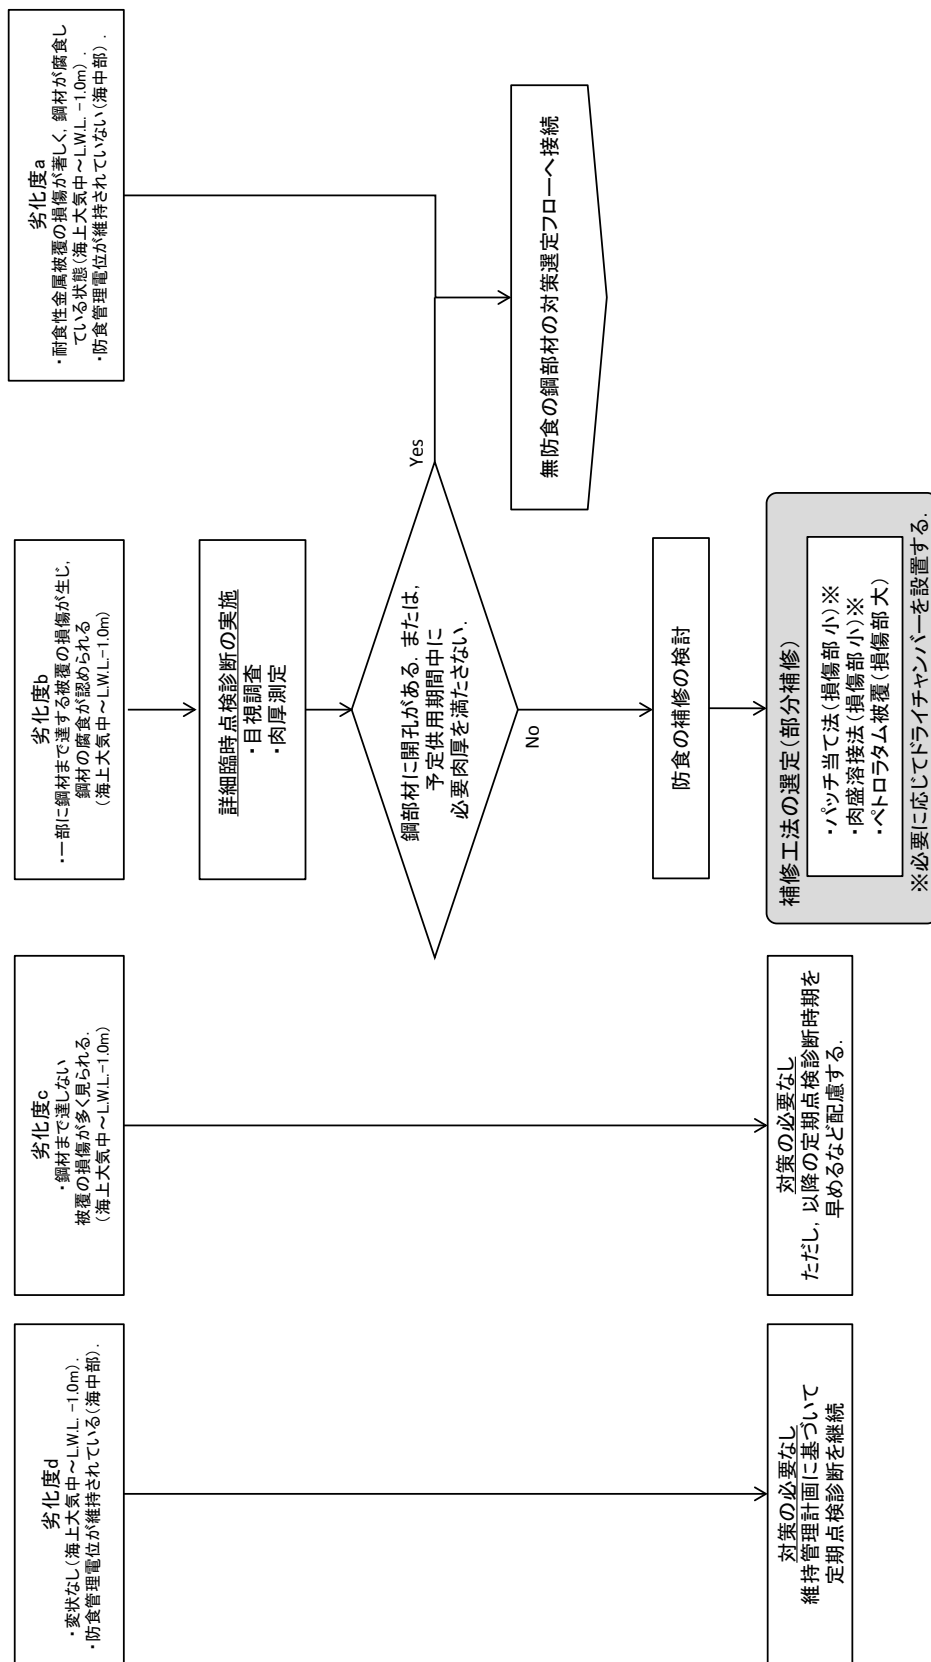 劣化度d
・変状なし(海上大気中～L.W.L. -1.0m).
・防食管理電位が維持されている(海中部).
対策の必要なし
維持管理計画に基づいて
定期点検診断を継続
劣化度c
・鋼材まで達しない
被覆の損傷が多く見られる.
(海上大気中～L.W.L.-1.0m)
対策の必要なし
ただし, 以降の定期点検診断時期を
早めるなど配慮する.
劣化度b
・一部に鋼材まで達する被覆の損傷が生じ,
鋼材の腐食が認められる
(海上大気中～L.W.L.-1.0m)
詳細臨時点検診断の実施
・目視調査
・肉厚測定
鋼部材に開孔がある. または,
予定供用期間中に
必要肉厚を満たさない.
No
Yes
防食の補修の検討
補修工法の選定(部分補修)
・パッチ当て法(損傷部 小)※
・肉盛溶接法(損傷部 小)※
・ペトロラタム被覆(損傷部 大)
※必要に応じてドライチャンバーを設置する.
劣化度a
・耐食性金属被覆の損傷が著しく, 鋼材が腐食し
ている状態(海上大気中～L.W.L. -1.0m).
・防食管理電位が維持されていない(海中部).
無防食の鋼部材の対策選定フローへ接続